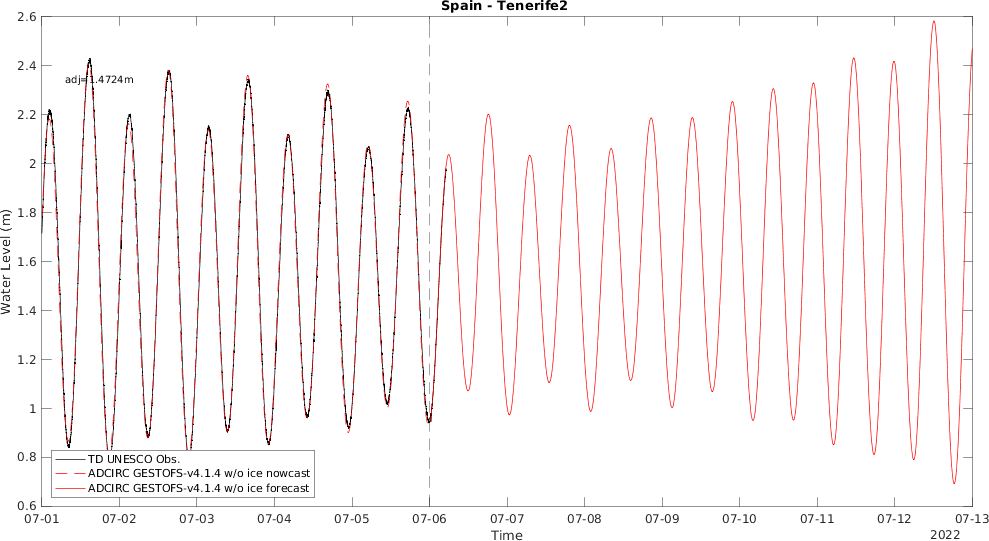 Spain - Tenerife2
2.6
2.4
2.2
2
1.8
1.6
1.4
1.2
1
0.8
0.6
Water Level (m)
adj=1.4724m
TD UNESCO Obs.
ADCIRC GESTOFS-v4.1.4 w/o ice nowcast
ADCIRC GESTOFS-v4.1.4 w/o ice forecast
07-01 07-02 07-03 07-04 07-05 07-06 07-07 07-08 07-09 07-10 07-11 07-12 07-13
Time
2022